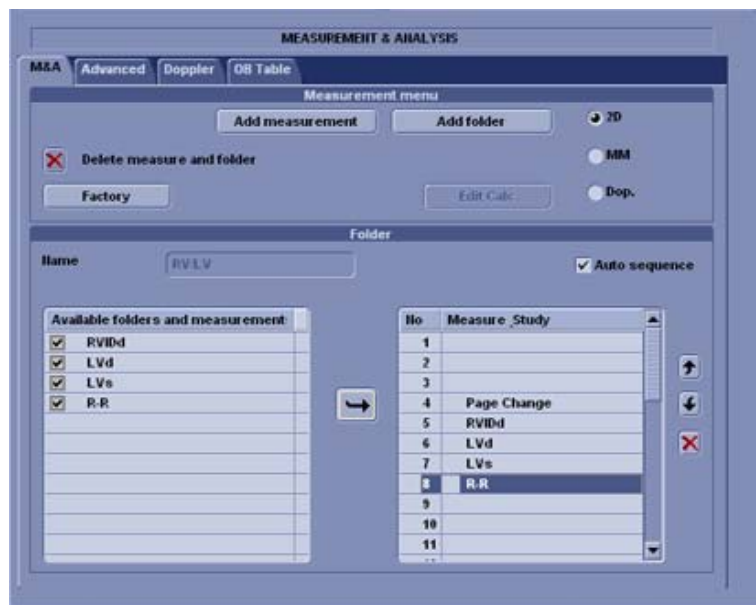 MEASUREMENT & ANALYSIS
M&A Advanced Doppler OB Table
Measurement menu
Add measurement Add folder 2D
Delete measure and folder MM
Factory Edit Calc. Dop.
Folder
Name RV:LV Auto sequence
Available folders and measurement No Measure_Study
RVIDd 1
LVd 2
LVs 3
R-R 4 Page Change
5 RVIDd
6 LVd
7 LVs
8 R-R
9
10
11